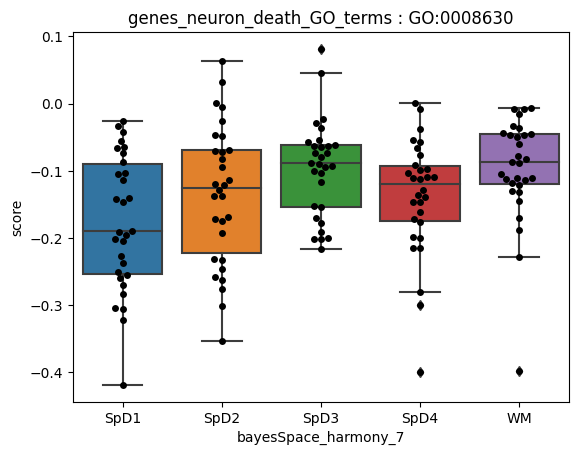 genes_neuron_death_GO_terms : GO:0008630
0.1
0.0
−0.1
−0.2
−0.3
−0.4
score
SpD1 SpD2 SpD3 SpD4 WM
bayesSpace_harmony_7